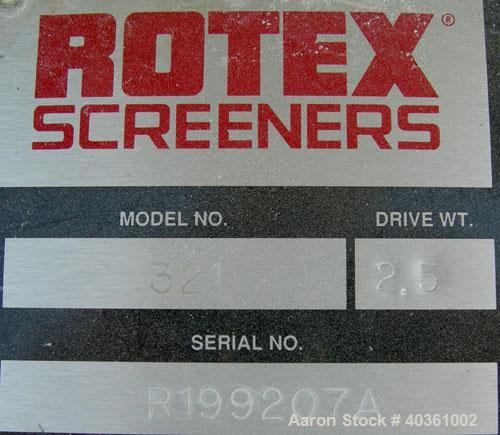 ROTEX®
SCREENERS
MODEL NO. DRIVE WT.
321 2.5
SERIAL NO.
R199207A
Aaron Stock # 40361002